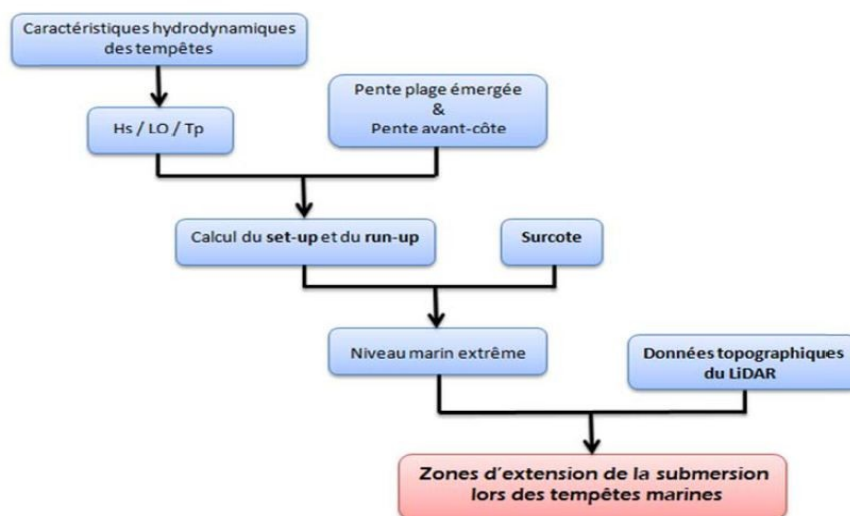 Caractéristiques hydrodynamiques
des tempêtes
Pente plage émergée
&
Pente avant-côte
Hs / LO / Tp
Calcul du set-up et du run-up
Surcote
Niveau marin extrême
Données topographiques
du LiDAR
Zones d'extension de la submersion
lors des tempêtes marines